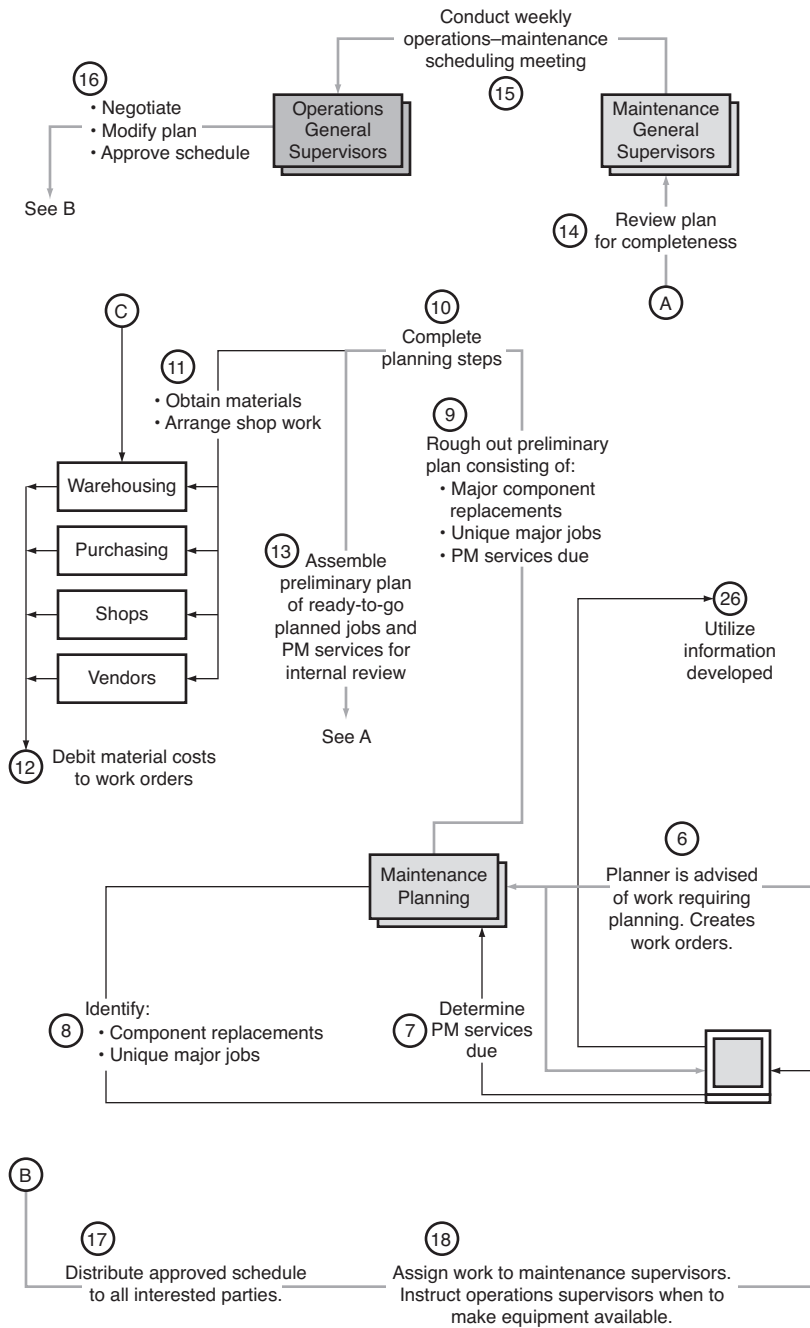 Conduct weekly
operations–maintenance
scheduling meeting
15
16
• Negotiate
• Modify plan
• Approve schedule
See B
Operations
General
Supervisors
Maintenance
General
Supervisors
14
Review plan
for completeness
A
C
10
Complete
planning steps
11
• Obtain materials
• Arrange shop work
9
Rough out preliminary
plan consisting of:
• Major component
replacements
• Unique major jobs
• PM services due
Warehousing
Purchasing
Shops
Vendors
13
Assemble
preliminary plan
of ready-to-go
planned jobs and
PM services for
internal review
See A
26
Utilize
information
developed
12
Debit material costs
to work orders
Maintenance
Planning
6
Planner is advised
of work requiring
planning. Creates
work orders.
8
Identify:
• Component replacements
• Unique major jobs
7
Determine
PM services
due
B
17
Distribute approved schedule
to all interested parties.
18
Assign work to maintenance supervisors.
Instruct operations supervisors when to
make equipment available.